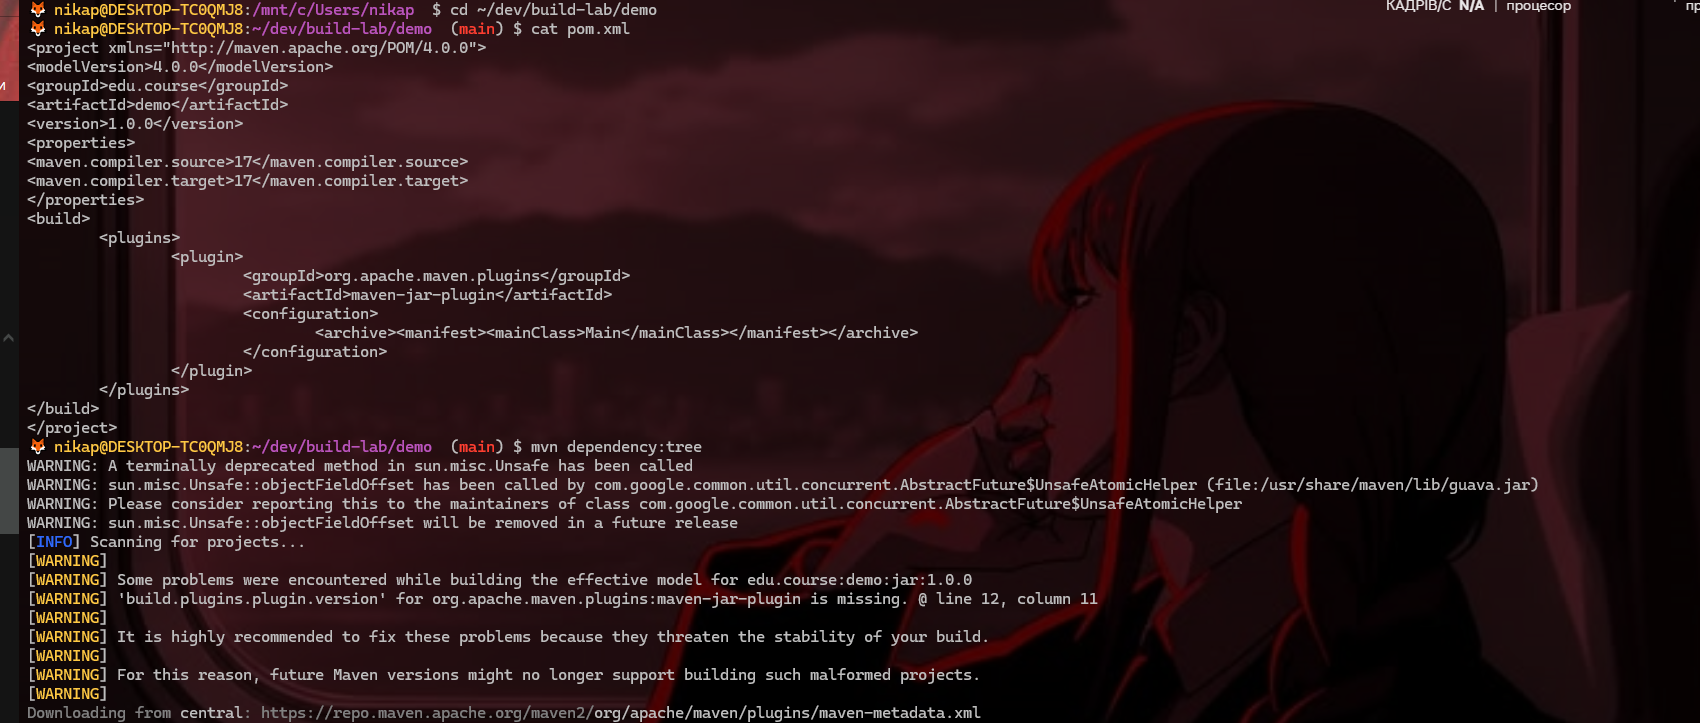 nikap@DESKTOP-TC0QMJ8:/mnt/c/Users/nikap $ cd ~/dev/build-lab/demo
КАДРІВ/С N/A | процесор
nikap@DESKTOP-TC0QMJ8:~/dev/build-lab/demo (main) $ cat pom.xml
<project xmlns="http://maven.apache.org/POM/4.0.0">
<modelVersion>4.0.0</modelVersion>
<groupId>edu.course</groupId>
<artifactId>demo</artifactId>
<version>1.0.0</version>
<properties>
<maven.compiler.source>17</maven.compiler.source>
<maven.compiler.target>17</maven.compiler.target>
</properties>
<build>
        <plugins>
                <plugin>
                        <groupId>org.apache.maven.plugins</groupId>
                        <artifactId>maven-jar-plugin</artifactId>
                        <configuration>
                                <archive><manifest><mainClass>Main</mainClass></manifest></archive>
                        </configuration>
                </plugin>
        </plugins>
</build>
</project>
nikap@DESKTOP-TC0QMJ8:~/dev/build-lab/demo (main) $ mvn dependency:tree
WARNING: A terminally deprecated method in sun.misc.Unsafe has been called
WARNING: sun.misc.Unsafe::objectFieldOffset has been called by com.google.common.util.concurrent.AbstractFuture$UnsafeAtomicHelper (file:/usr/share/maven/lib/guava.jar)
WARNING: Please consider reporting this to the maintainers of class com.google.common.util.concurrent.AbstractFuture$UnsafeAtomicHelper
WARNING: sun.misc.Unsafe::objectFieldOffset will be removed in a future release
[INFO] Scanning for projects...
[WARNING]
[WARNING] Some problems were encountered while building the effective model for edu.course:demo:jar:1.0.0
[WARNING] 'build.plugins.plugin.version' for org.apache.maven.plugins:maven-jar-plugin is missing. @ line 12, column 11
[WARNING]
[WARNING] It is highly recommended to fix these problems because they threaten the stability of your build.
[WARNING]
[WARNING] For this reason, future Maven versions might no longer support building such malformed projects.
[WARNING]
Downloading from central: https://repo.maven.apache.org/maven2/org/apache/maven/plugins/maven-metadata.xml